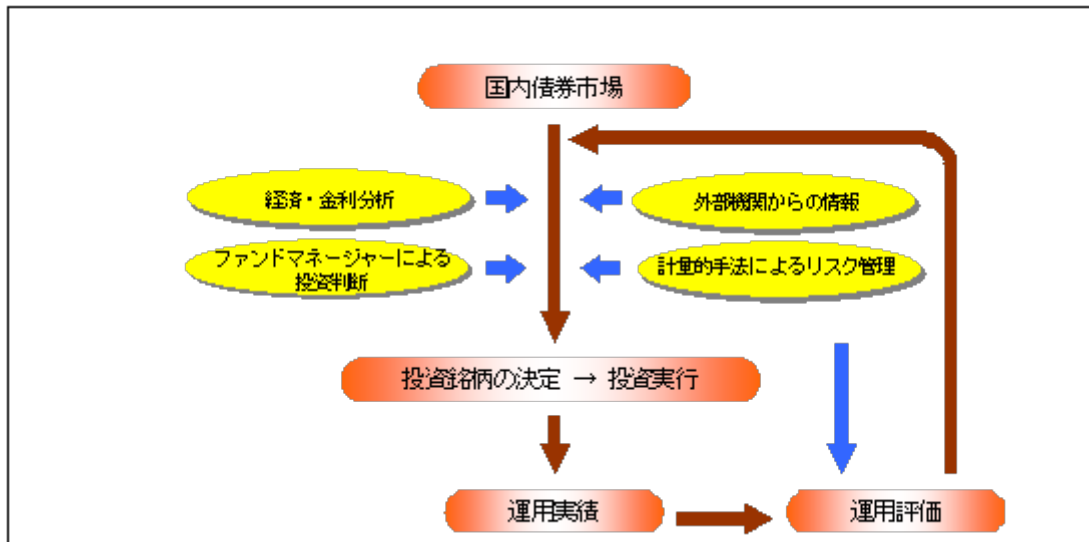 国内債券市場
経済・金利分析
外部機関からの情報
ファンドマネージャーによる
投資判断
計量的手法によるリスク管理
投資銘柄の決定 → 投資実行
運用実績
運用評価